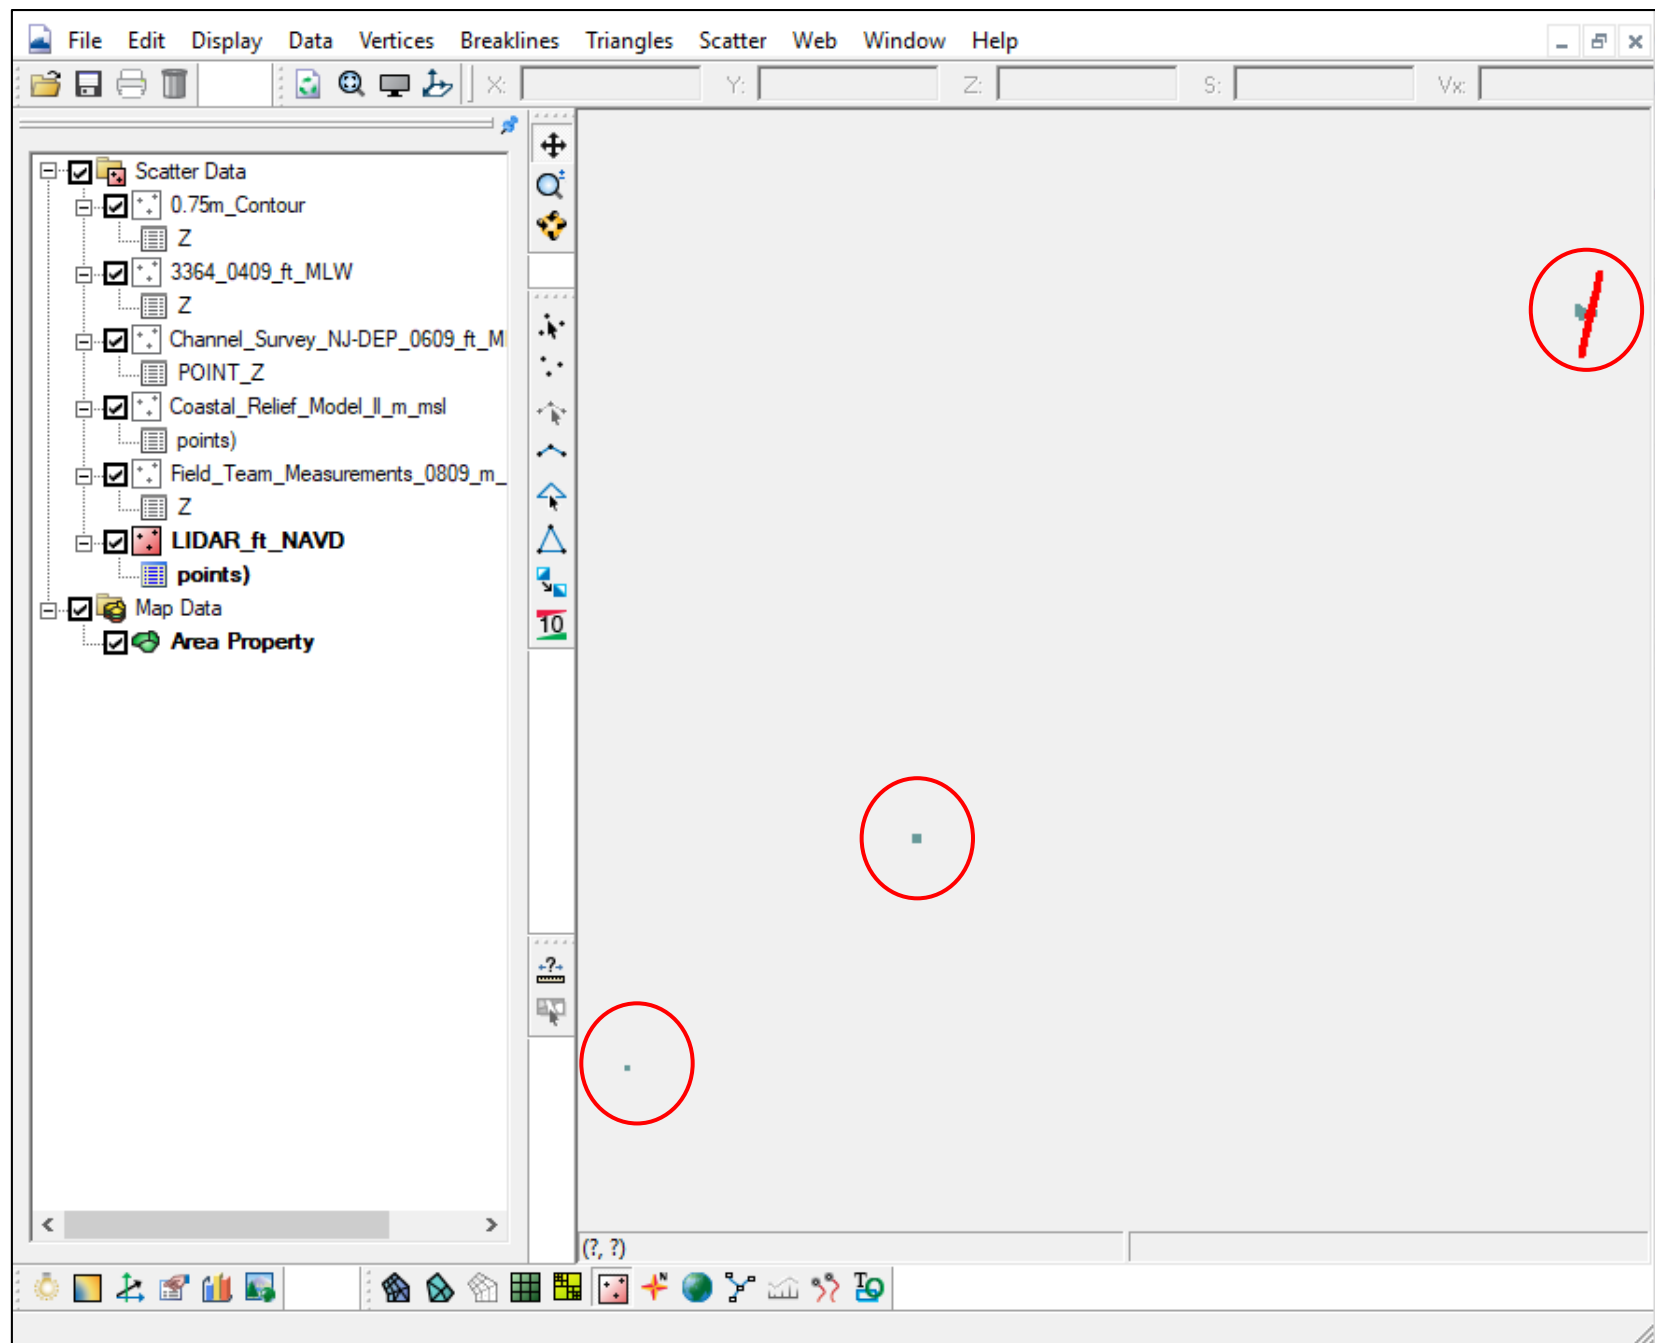 File Edit Display Data Vertices Breaklines Triangles Scatter Web Window Help
X: Y: Z: S: Vx:
Scatter Data
0.75m_Contour
Z
3364_0409_ft_MLW
Z
Channel_Survey_NJ-DEP_0609_ft_M
POINT_Z
Coastal_Relief_Model_II_m_msl
points)
Field_Team_Measurements_0809_m_
Z
LIDAR_ft_NAVD
points)
Map Data
Area Property
10
?
(?, ?)
N
T